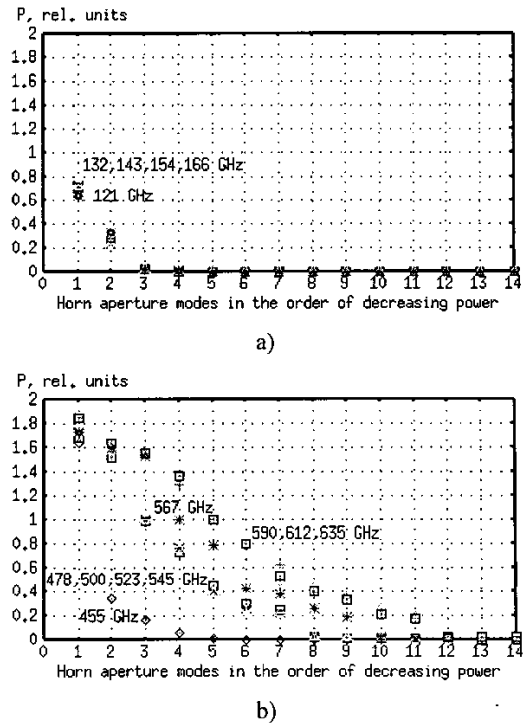 P, rel. units
2
1.8
1.6
1.4
1.2
1
0.8
0.6
0.4
0.2
0
132,143,154,166 GHz
121 GHz
0 1 2 3 4 5 6 7 8 9 10 11 12 13 14
Horn aperture modes in the order of decreasing power
a)
P, rel. units
2
1.8
1.6
1.4
1.2
1
0.8
0.6
0.4
0.2
0
567 GHz
590,612,635 GHz
478,500,523,545 GHz
455 GHz
0 1 2 3 4 5 6 7 8 9 10 11 12 13 14
Horn aperture modes in the order of decreasing power
b)